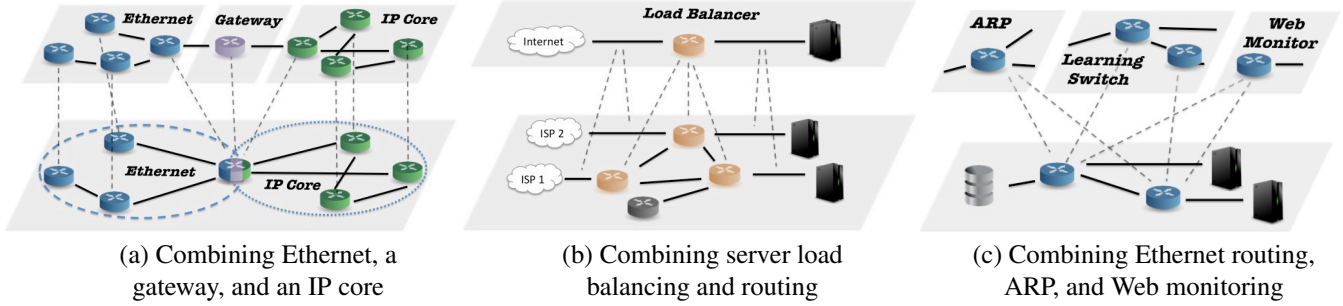 Ethernet
Gateway
IP Core
Ethernet
IP Core
(a) Combining Ethernet, a
gateway, and an IP core
Load Balancer
Internet
ISP 2
ISP 1
(b) Combining server load
balancing and routing
ARP
Learning
Switch
Web
Monitor
(c) Combining Ethernet routing,
ARP, and Web monitoring